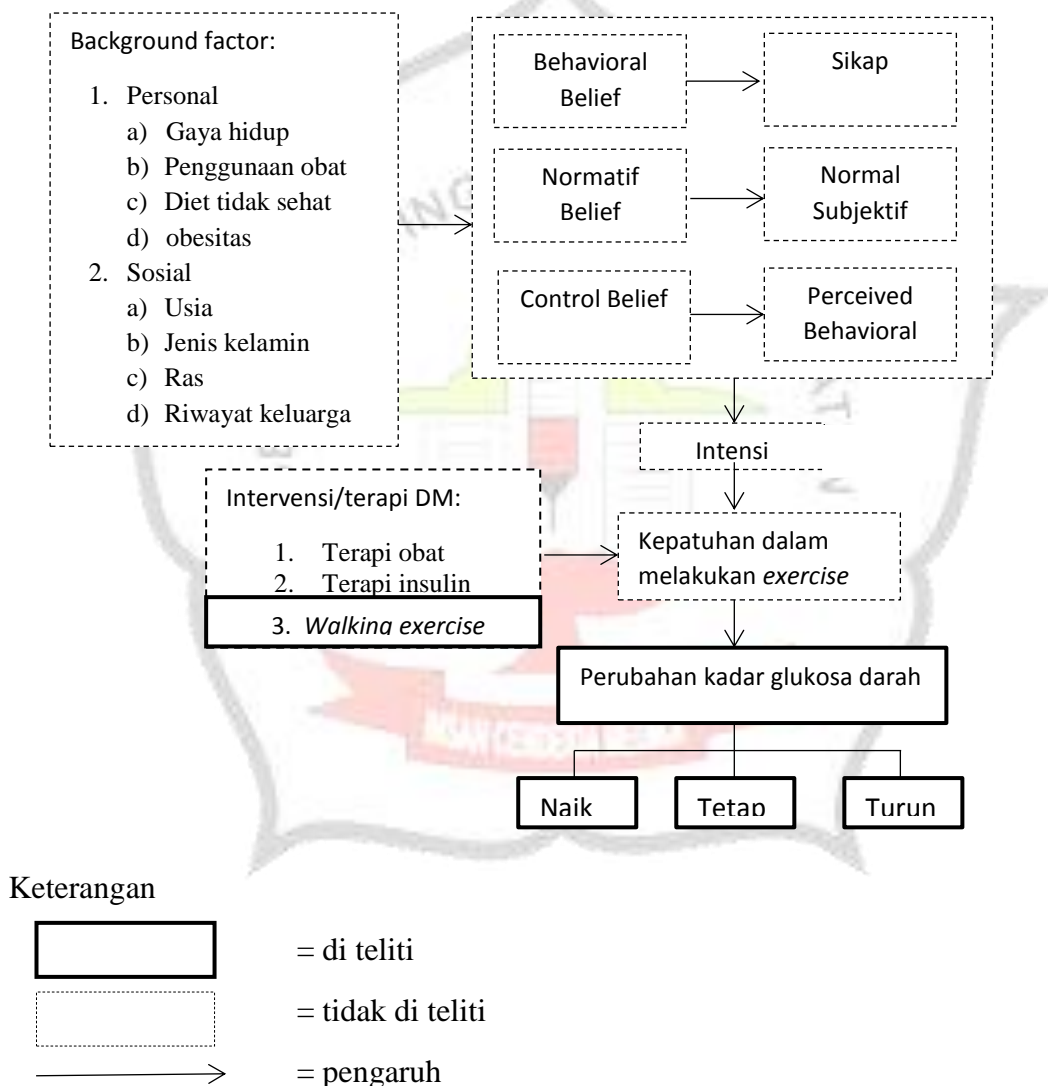 Background factor:
1. Personal
a) Gaya hidup
b) Penggunaan obat
c) Diet tidak sehat
d) obesitas
2. Sosial
a) Usia
b) Jenis kelamin
c) Ras
d) Riwayat keluarga
Behavioral
Belief
Sikap
Normatif
Belief
Normal
Subjektif
Control Belief
Perceived
Behavioral
Intensi
Intervensi/terapi DM:
1. Terapi obat
2. Terapi insulin
3. Walking exercise
Kepatuhan dalam
melakukan exercise
Perubahan kadar glukosa darah
Naik
Tetap
Turun
Keterangan
= di teliti
= tidak di teliti
= pengaruh